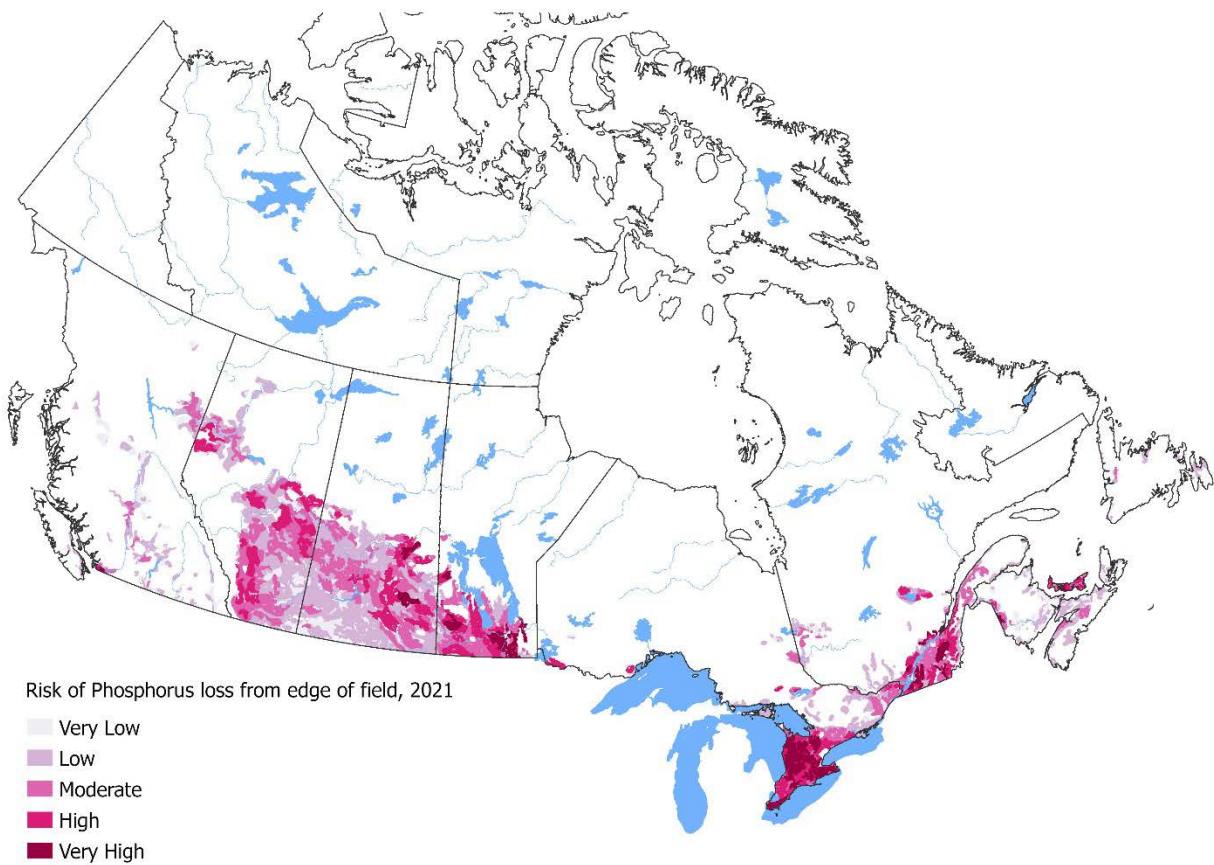 Risk of Phosphorus loss from edge of field, 2021
Very Low
Low
Moderate
High
Very High